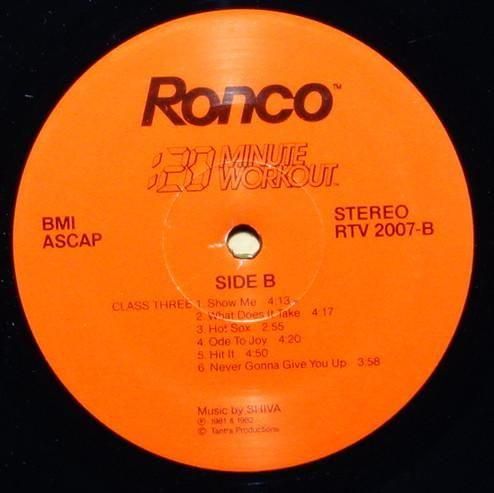 Ronco™
:20 MINUTE
WORKOUT™
BMI
ASCAP
STEREO
RTV 2007-B
SIDE B
CLASS THREE 1. Show Me 4:13
2. What Does It Take 4:17
3. Hot Sox 2:55
4. Ode To Joy 4:20
5. Hit It 4:50
6. Never Gonna Give You Up 3:58
Music by SHIVA
℗ 1981 & 1982
© Tantra Productions